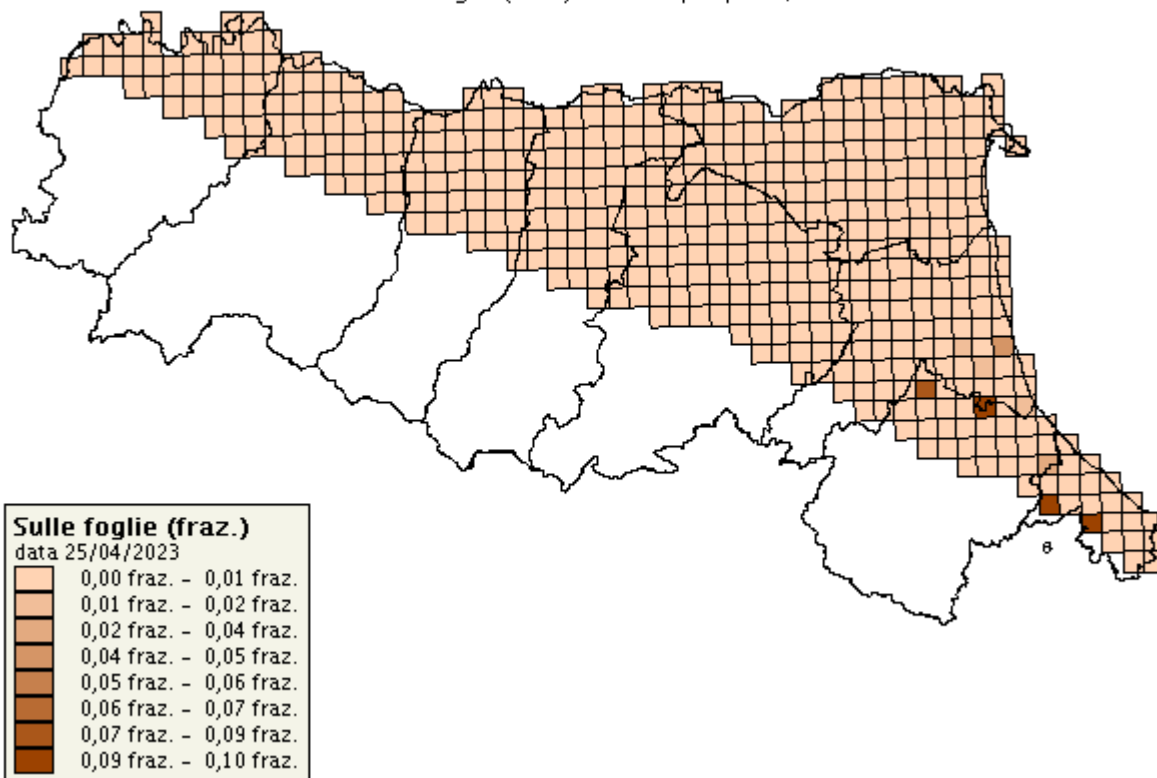 Sulle foglie (fraz.)
data 25/04/2023
0,00 fraz. - 0,01 fraz.
0,01 fraz. - 0,02 fraz.
0,02 fraz. - 0,04 fraz.
0,04 fraz. - 0,05 fraz.
0,05 fraz. - 0,06 fraz.
0,06 fraz. - 0,07 fraz.
0,07 fraz. - 0,09 fraz.
0,09 fraz. - 0,10 fraz.